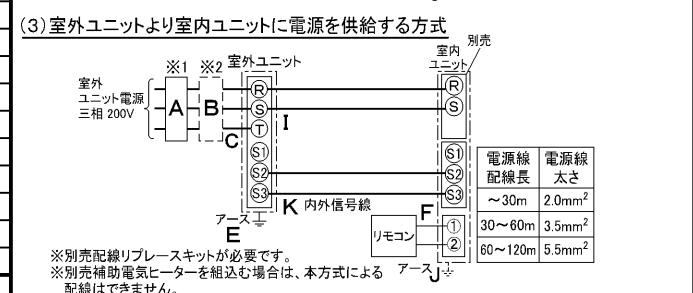 (3)室外ユニットより室内ユニットに電源を供給する方式
別売
※1 ※2 室外ユニット
室内
ユニット
室外
ユニット電源
三相 200V
A B C
R
S
T
S1
S2
S3
I
R
S
S1
S2
S3
K 内外信号線
アース
E
リモコン
F
①
②
アース J
電源線
配線長
電源線
太さ
~30m 2.0mm²
30~60m 3.5mm²
60~120m 5.5mm²
※別売配線リプレースキットが必要です。
※別売補助電気ヒーターを組込む場合は、本方式による
配線はできません。